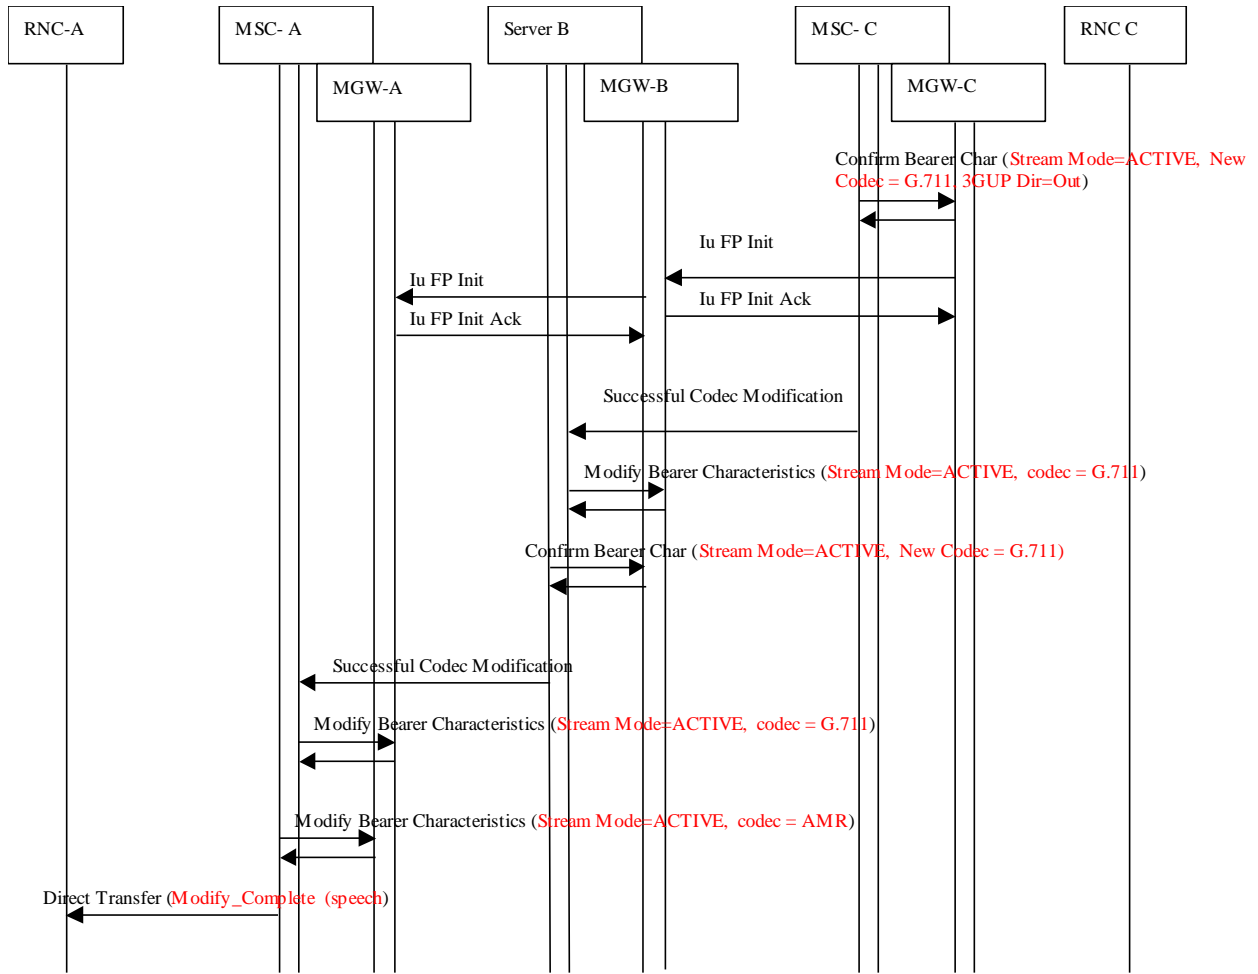 RNC-A
MSC- A
Server B
MSC- C
RNC C
MGW-A
MGW-B
MGW-C
Confirm Bearer Char (Stream Mode=ACTIVE, New
Codec = G.711, 3GUP Dir=Out)
Iu FP Init
Iu FP Init
Iu FP Init Ack
Iu FP Init Ack
Successful Codec Modification
Modify Bearer Characteristics (Stream Mode=ACTIVE, codec = G.711)
Confirm Bearer Char (Stream Mode=ACTIVE, New Codec = G.711)
Successful Codec Modification
Modify Bearer Characteristics (Stream Mode=ACTIVE, codec = G.711)
Modify Bearer Characteristics (Stream Mode=ACTIVE, codec = AMR)
Direct Transfer (Modify_Complete (speech)